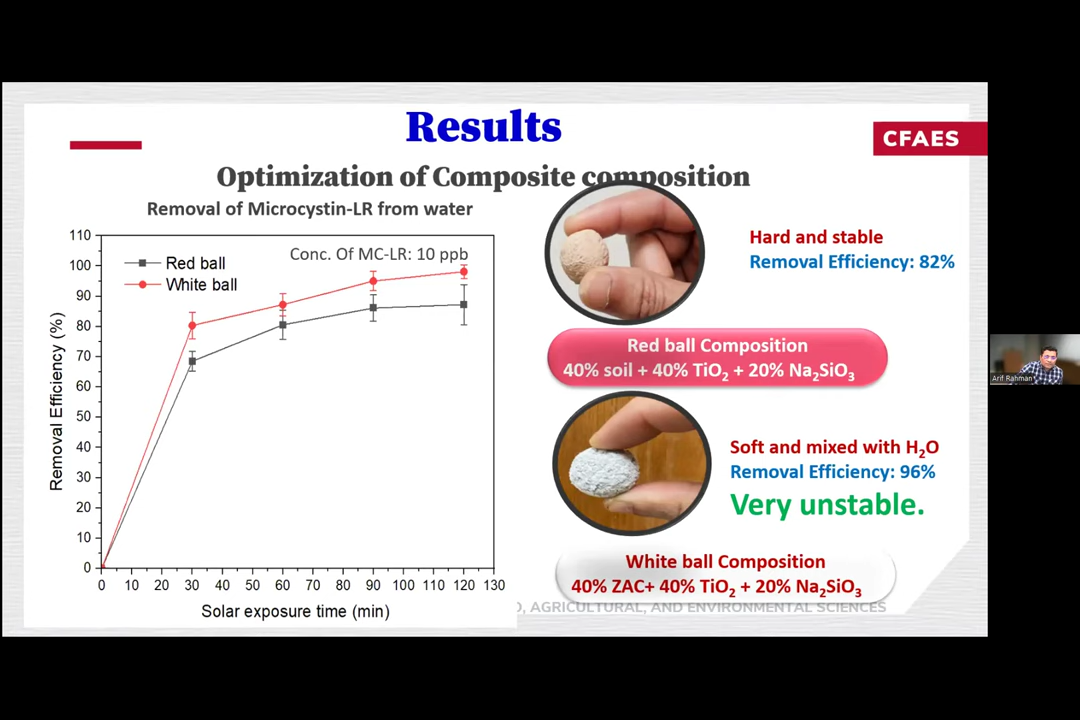 Results
CFAES
Optimization of Composite composition
Removal of Microcystin-LR from water
110
100
90
80
70
60
50
40
30
20
10
0
Removal Efficiency (%)
Red ball
White ball
Conc. Of MC-LR: 10 ppb
0 10 20 30 40 50 60 70 80 90 100 110 120 130
Solar exposure time (min)
Hard and stable
Removal Efficiency: 82%
Red ball Composition
40% soil + 40% TiO₂ + 20% Na₂SiO₃
Soft and mixed with H₂O
Removal Efficiency: 96%
Very unstable.
White ball Composition
40% ZAC+ 40% TiO₂ + 20% Na₂SiO₃
, AGRICULTURAL, AND ENVIRONMENTAL SCIENCES
Arif Rahman